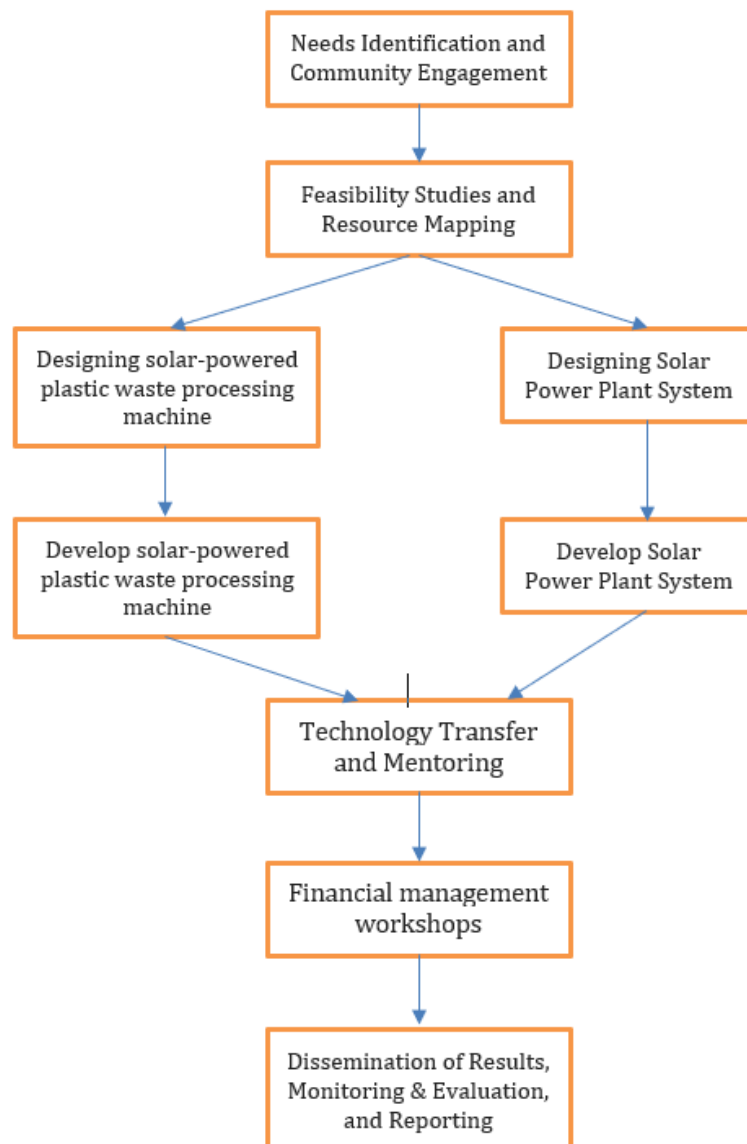 Needs Identification and
Community Engagement
Feasibility Studies and
Resource Mapping
Designing solar-powered
plastic waste processing
machine
Designing Solar
Power Plant System
Develop solar-powered
plastic waste processing
machine
Develop Solar
Power Plant System
Technology Transfer
and Mentoring
Financial management
workshops
Dissemination of Results,
Monitoring & Evaluation,
and Reporting